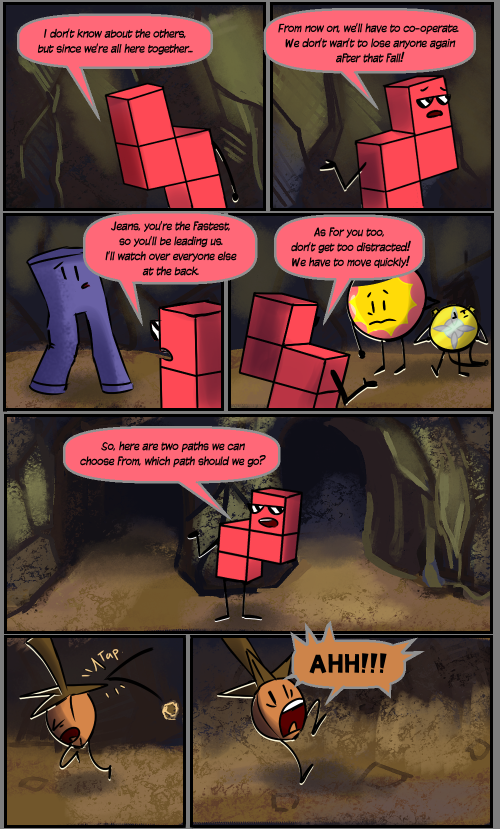 I don't know about the others,
but since we're all here together...
From now on, we'll have to co-operate.
We don't want to lose anyone again
after that fall!
Jeans, you're the fastest,
so you'll be leading us.
I'll watch over everyone else
at the back.
As for you too,
don't get too distracted!
We have to move quickly!
So, here are two paths we can
choose from, which path should we go?
Tap
AHH!!!